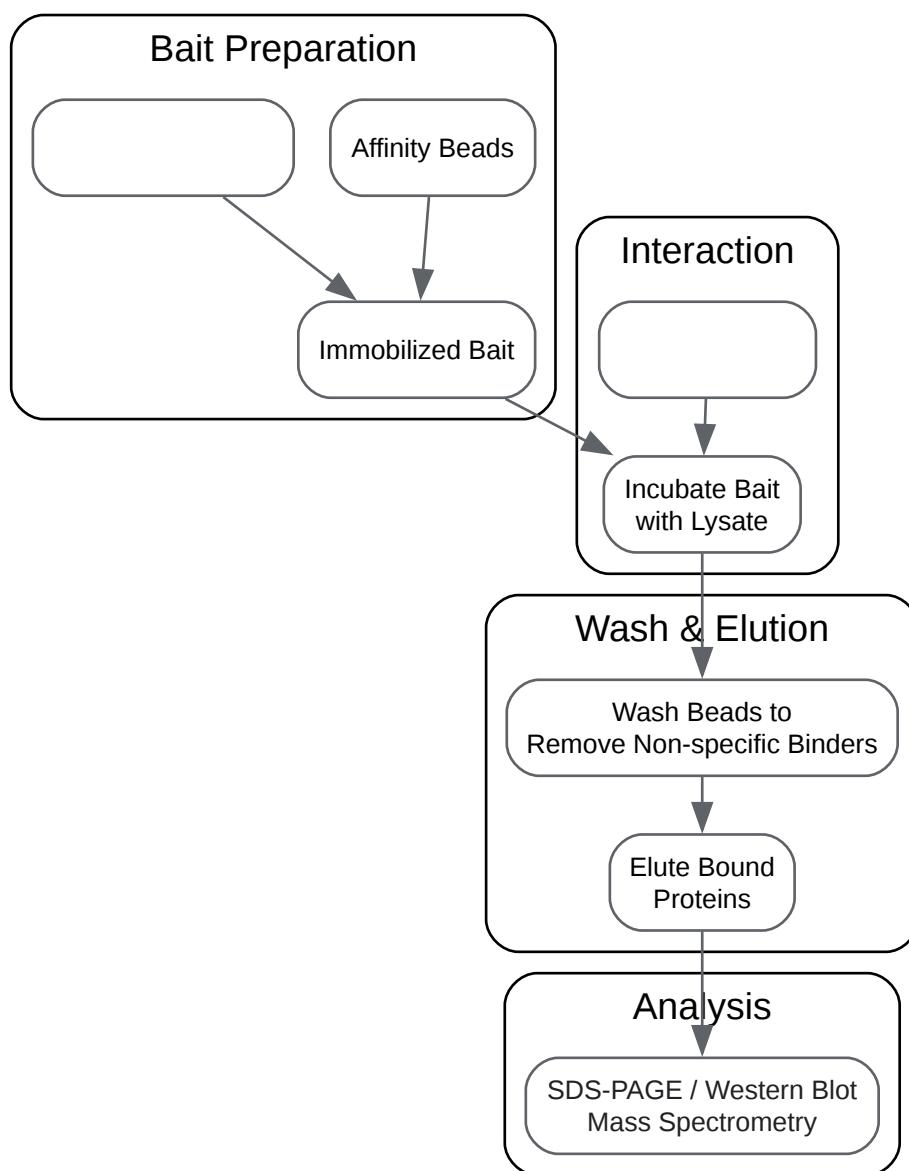 Bait Preparation
Affinity Beads
Immobilized Bait
Interaction
Incubate Bait
with Lysate
Wash & Elution
Wash Beads to
Remove Non-specific Binders
Elute Bound
Proteins
Analysis
SDS-PAGE / Western Blot
Mass Spectrometry